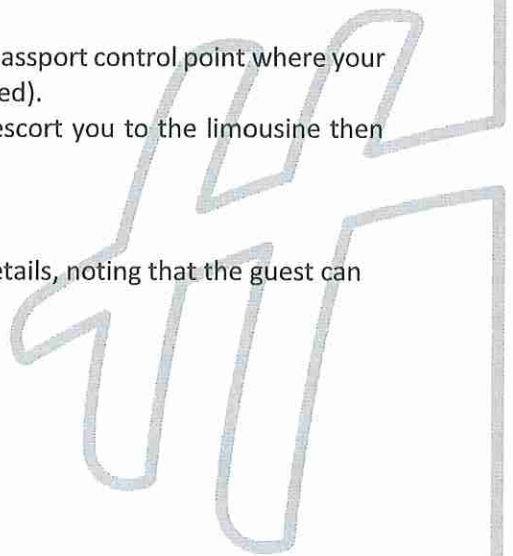 assport control point where your
ed).
escort you to the limousine then
etails, noting that the guest can